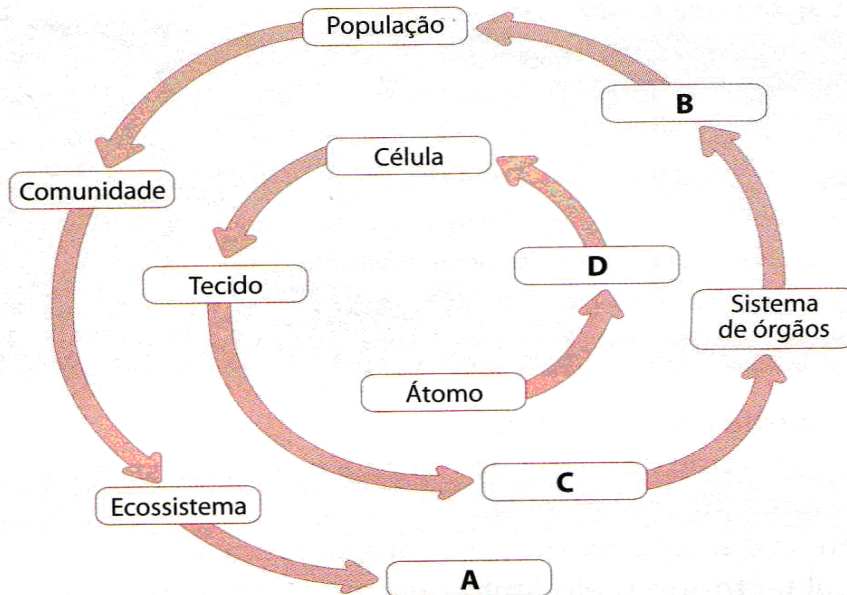 População
B
Célula
Comunidade
D
Tecido
Sistema
de órgãos
Átomo
C
Ecossistema
A